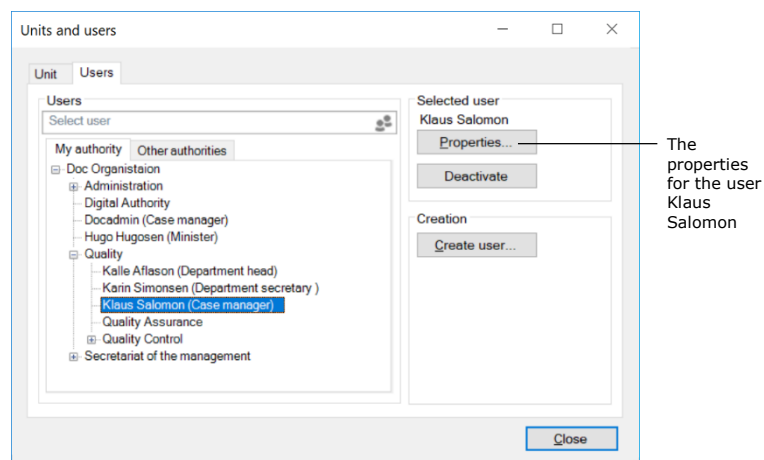 Units and users
Unit
Users
Users
Select user
My authority
Other authorities
Doc Organistaion
Administration
Digital Authority
Docadmin (Case manager)
Hugo Hugosen (Minister)
Quality
Kalle Aflason (Department head)
Karin Simonsen (Department secretary )
Klaus Salomon (Case manager)
Quality Assurance
Quality Control
Secretariat of the management
Selected user
Klaus Salomon
Properties...
Deactivate
Creation
Create user...
Close
The
properties
for the user
Klaus
Salomon